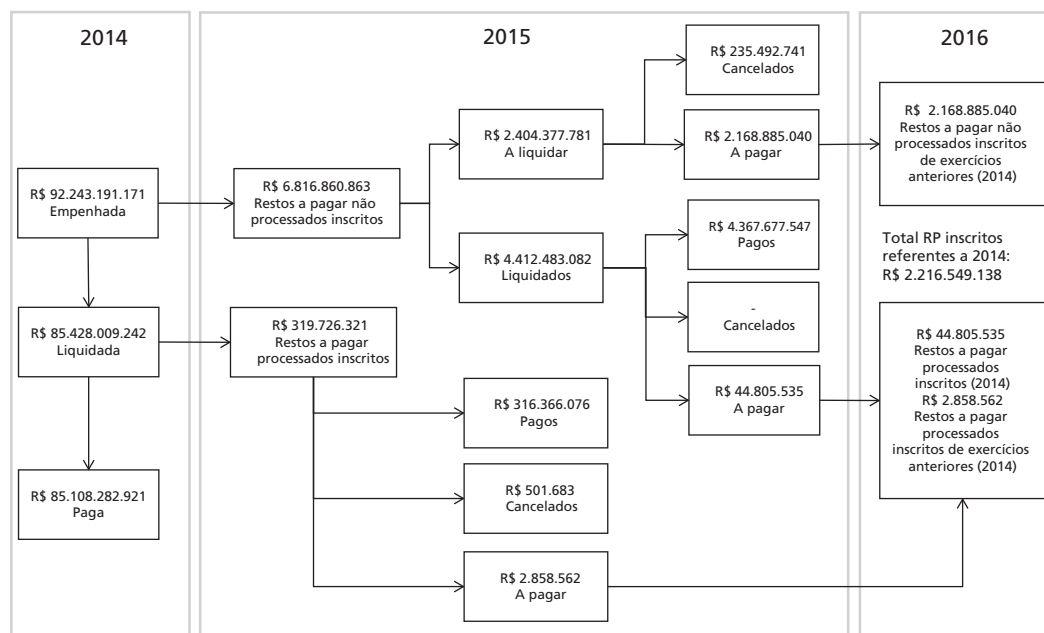 2014
R$ 92.243.191.171
Empenhada
R$ 85.428.009.242
Liquidada
R$ 85.108.282.921
Paga
2015
R$ 6.816.860.863
Restos a pagar não
processados inscritos
R$ 319.726.321
Restos a pagar
processados inscritos
R$ 2.404.377.781
A liquidar
R$ 4.412.483.082
Liquidados
R$ 316.366.076
Pagos
R$ 501.683
Cancelados
R$ 2.858.562
A pagar
R$ 235.492.741
Cancelados
R$ 2.168.885.040
A pagar
R$ 4.367.677.547
Pagos
-
Cancelados
R$ 44.805.535
A pagar
2016
R$ 2.168.885.040
Restos a pagar não
processados inscritos
de exercícios
anteriores (2014)
Total RP inscritos
referentes a 2014:
R$ 2.216.549.138
R$ 44.805.535
Restos a pagar
processados
inscritos (2014)
R$ 2.858.562
Restos a pagar
processados
inscritos de exercícios
anteriores (2014)